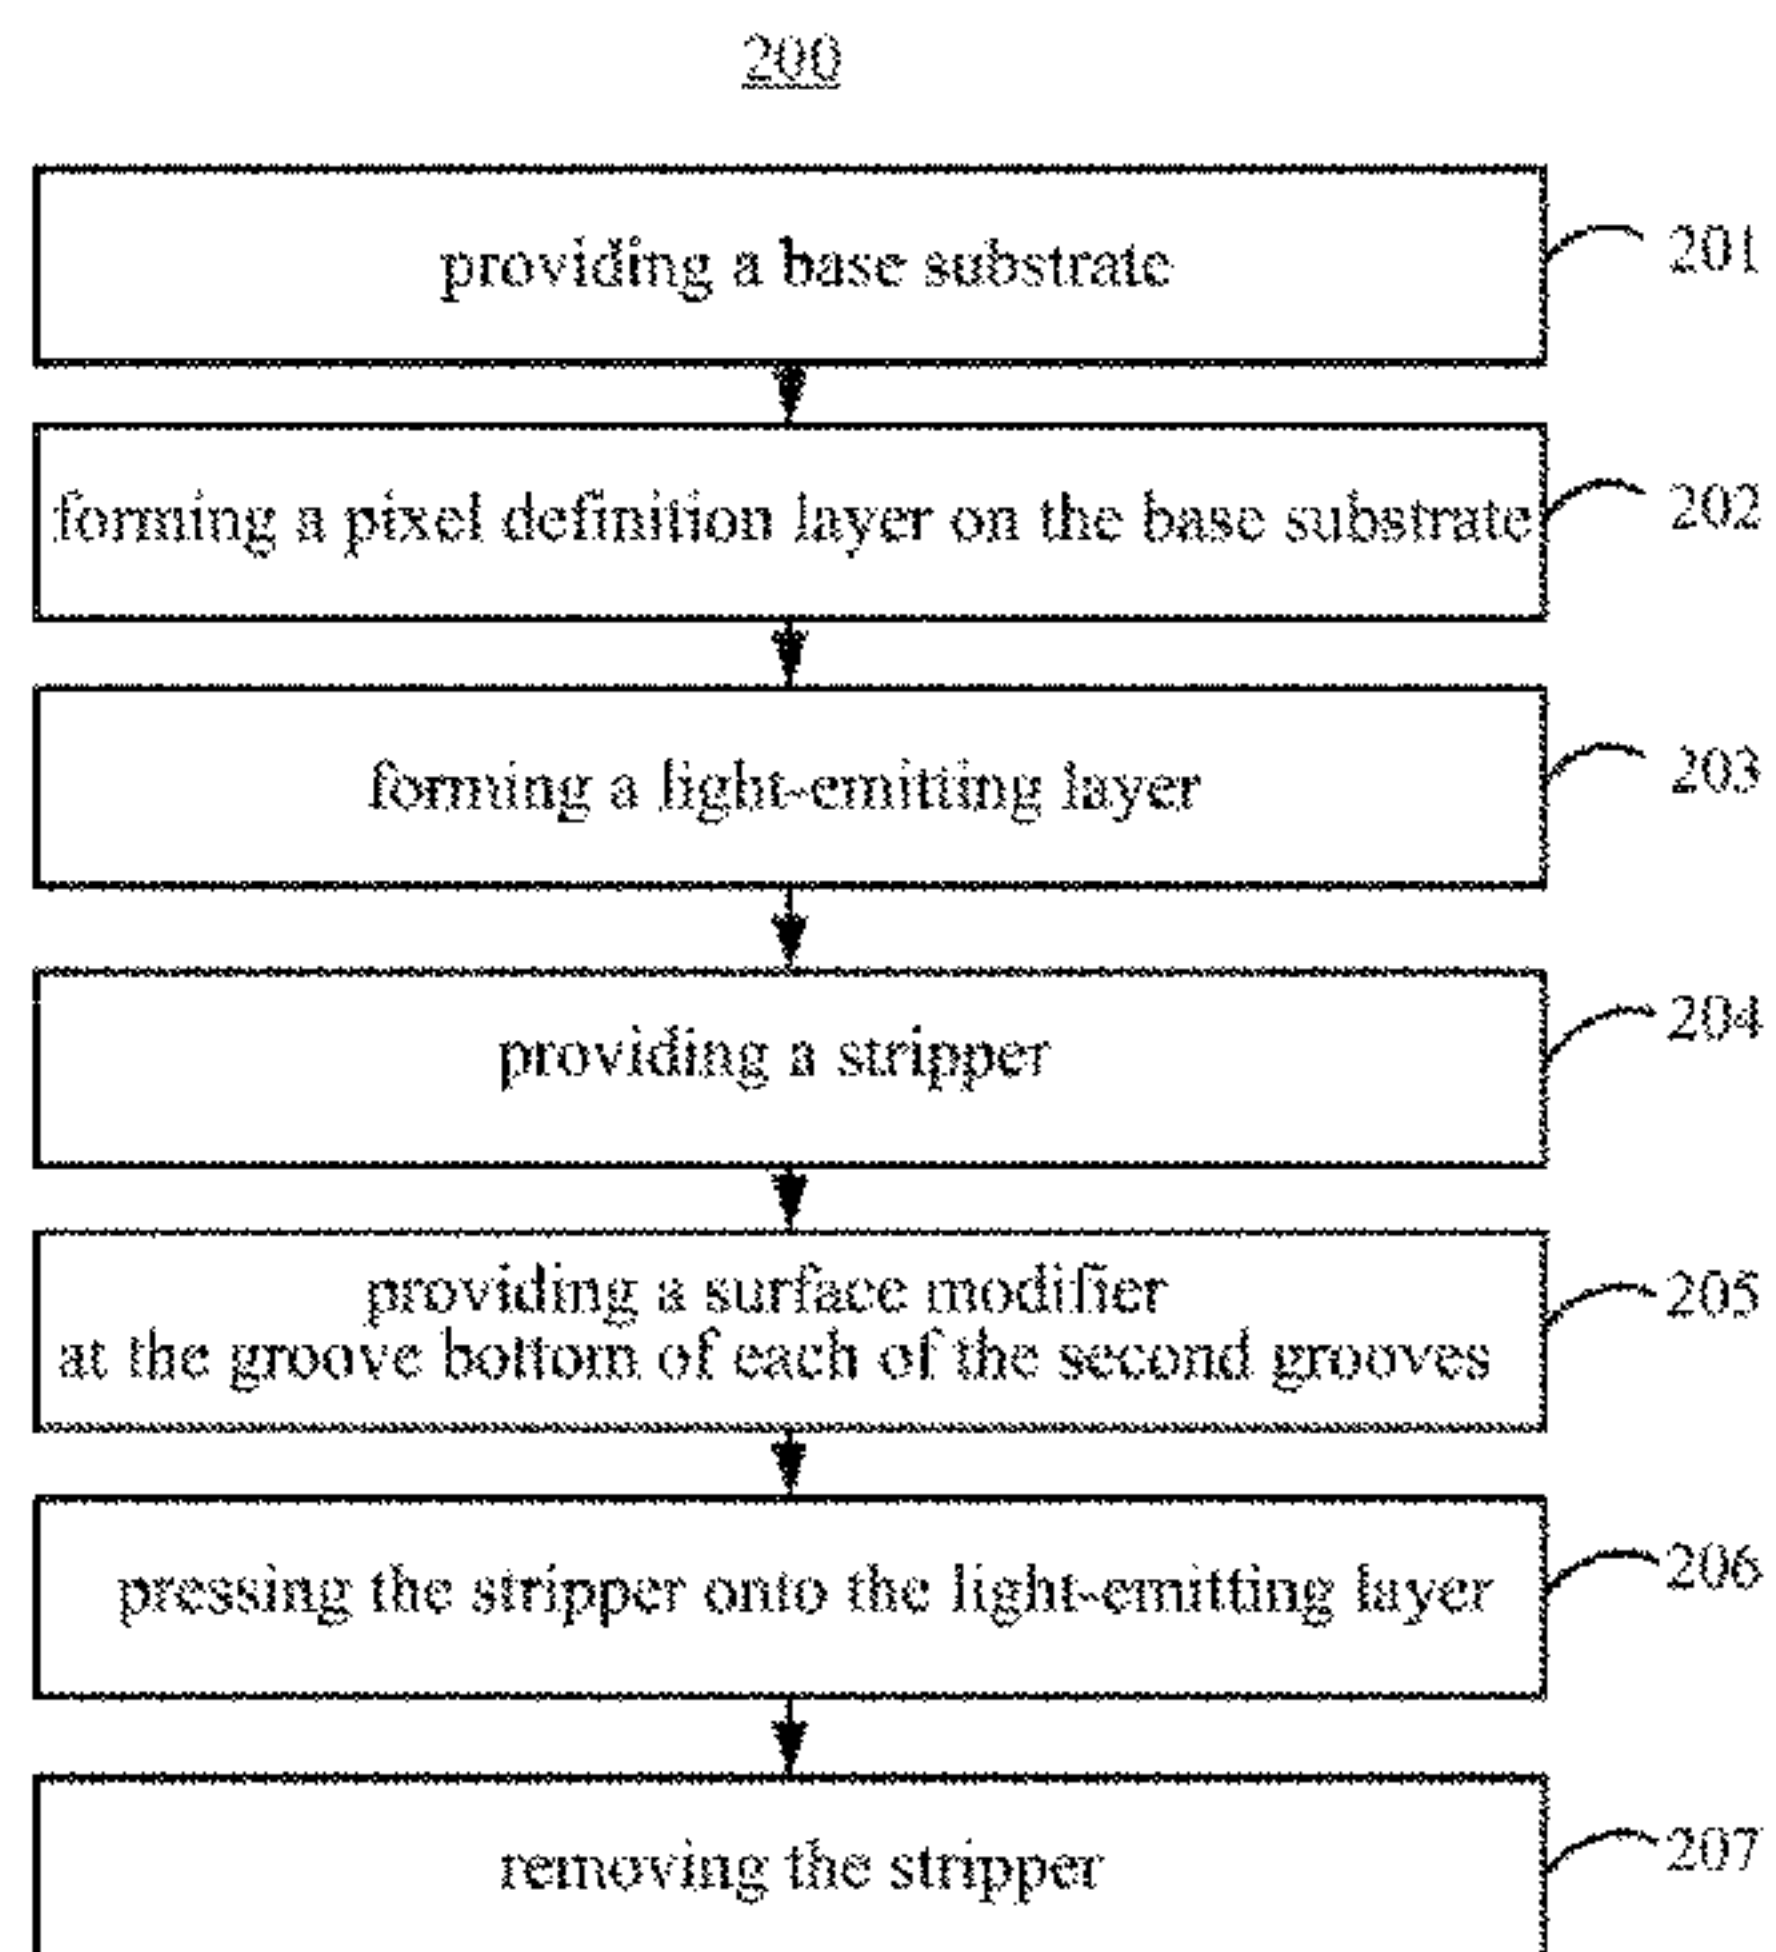 200
providing a base substrate
201
forming a pixel definition layer on the base substrate
202
forming a light-emitting layer
203
providing a stripper
204
providing a surface modifier
at the groove bottom of each of the second grooves
205
pressing the stripper onto the light-emitting layer
206
removing the stripper
207